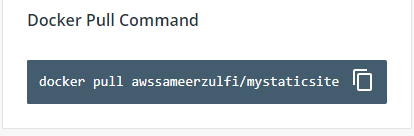 Docker Pull Command
docker pull awssameerzulfi/mystaticsite